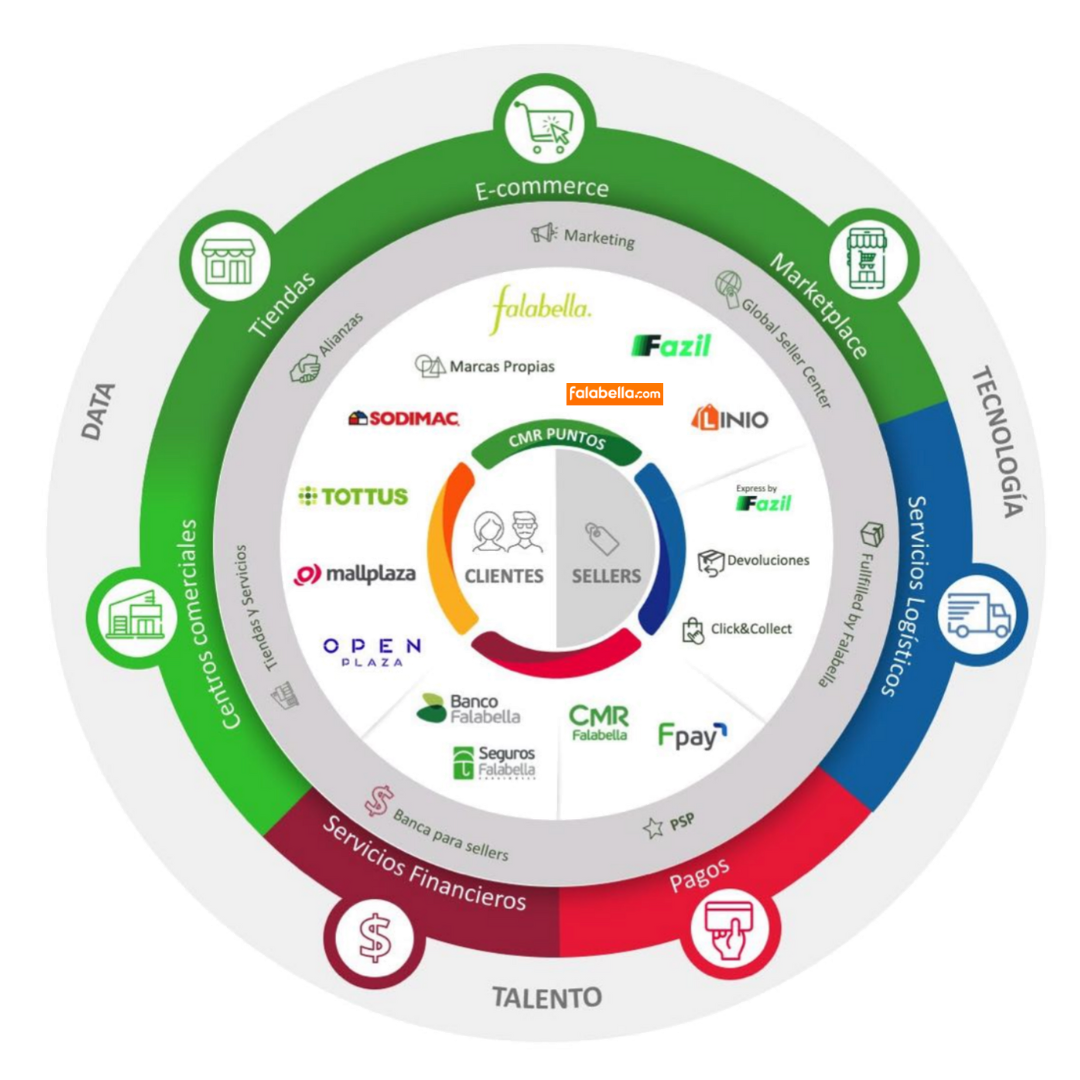 E-commerce
Marketing
Marketplace
Tiendas
Global Seller Center
Alianzas
falabella.
Fazil
Marcas Propias
falabella.com
SODIMAC
LINIO
CMR PUNTOS
DATA
TECNOLOGÍA
TOTTUS
Express by
Fazil
Servicios Logísticos
Centros comerciales
Tiendas y Servicios
mallplaza
CLIENTES
SELLERS
Devoluciones
Fullfilled by Falabella
Click&Collect
OPEN
PLAZA
Banco
Falabella
CMR
Falabella
Fpay
Seguros
Falabella
Banca para sellers
PSP
Servicios Financieros
Pagos
TALENTO